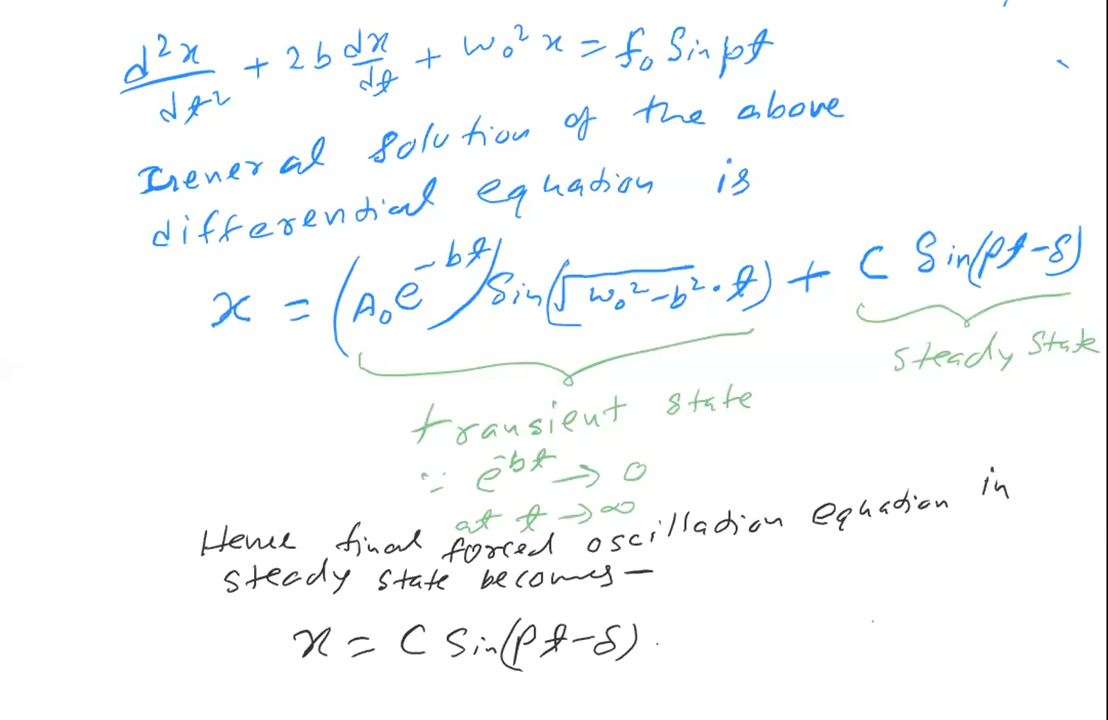 d²x/dt² + 2b dx/dt + ω₀² x = f₀ Sin pt
General solution of the above
differential equation is
x = (A₀e^(-bt)) Sin(√(ω₀²-b²)·t) + C Sin(pt-δ)
transient state
steady state
∵ e^(-bt) → 0
at t → ∞
Hence final forced oscillation equation in
steady state becomes—
x = C Sin(pt-δ).